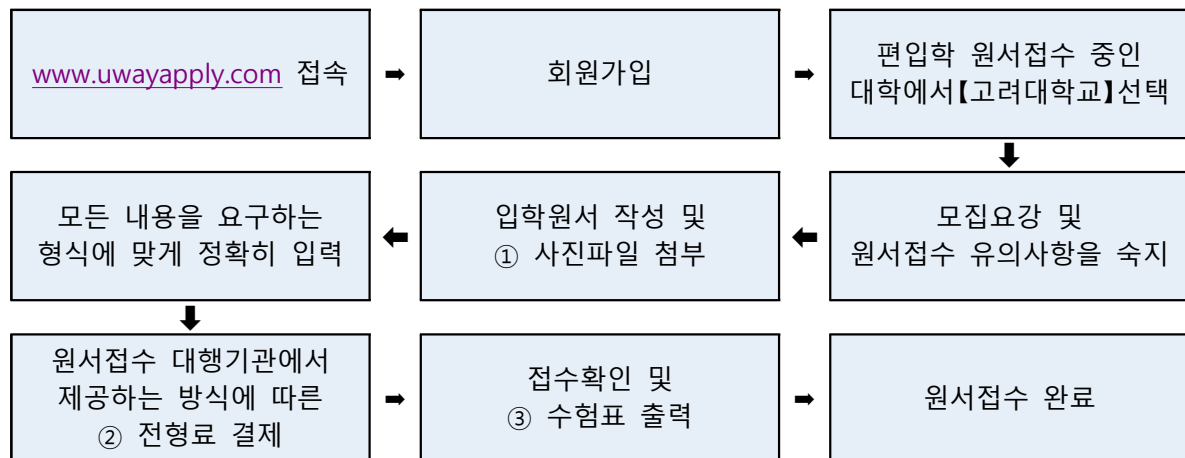 www.uwayapply.com 접속
➡
회원가입
➡
편입학 원서접수 중인
대학에서【고려대학교】선택
⬇
모집요강 및
원서접수 유의사항을 숙지
⬅
입학원서 작성 및
① 사진파일 첨부
⬅
모든 내용을 요구하는
형식에 맞게 정확히 입력
⬇
원서접수 대행기관에서
제공하는 방식에 따른
② 전형료 결제
➡
접수확인 및
③ 수험표 출력
➡
원서접수 완료